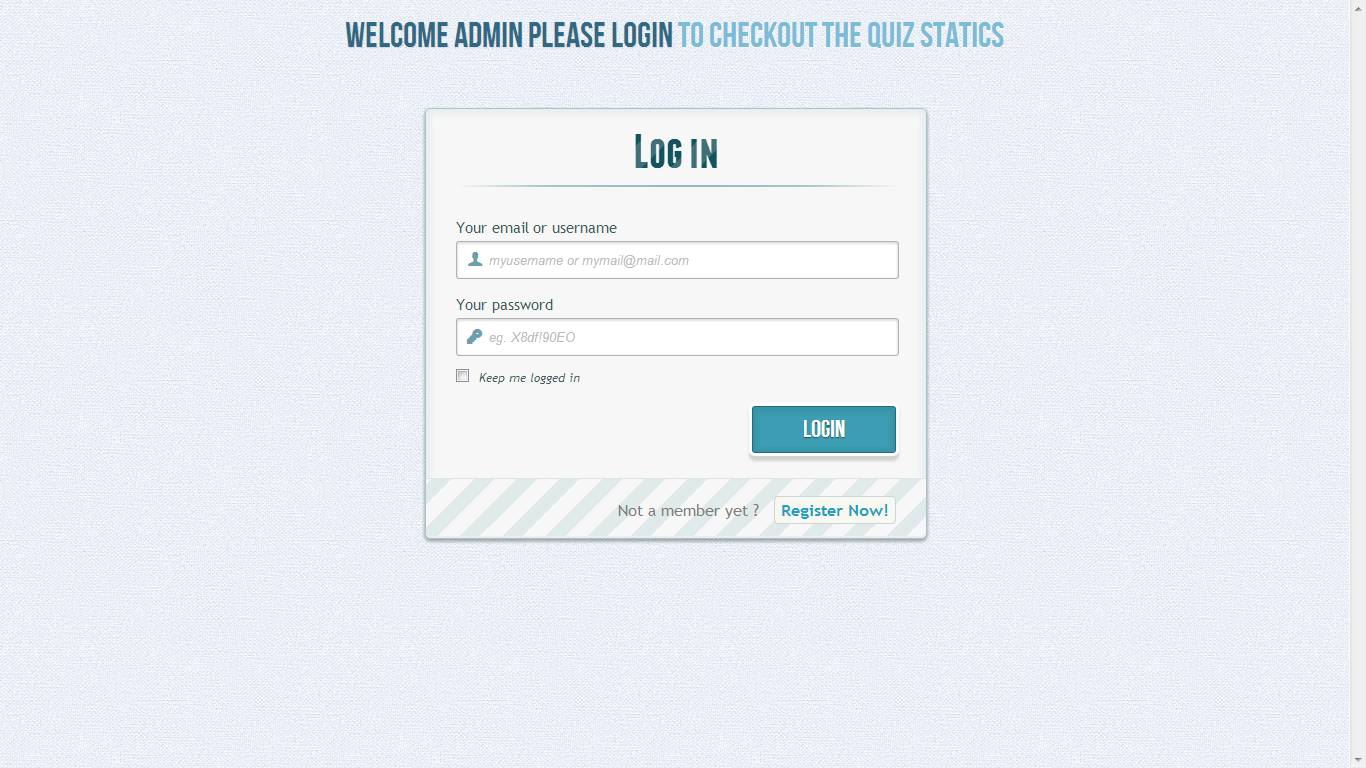 WELCOME ADMIN PLEASE LOGIN TO CHECKOUT THE QUIZ STATICS
LOG IN
Your email or username
myusername or mymail@mail.com
Your password
eg. X8df!90EO
Keep me logged in
LOGIN
Not a member yet ? Register Now!